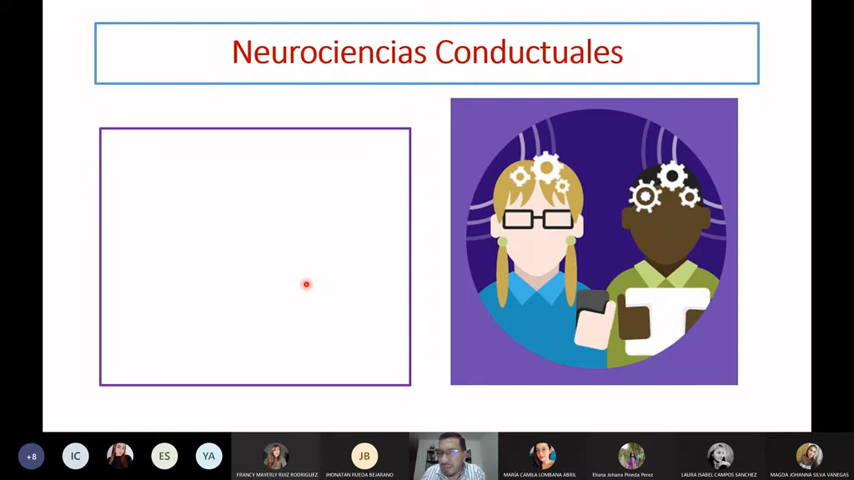 Neurociencias Conductuales
+8
IC
ES
YA
JB
FRANCY MAYERLY RUIZ RODRIGUEZ
JHONATAN RUEDA BEJARANO
MARÍA CAMILA LOMBANA ABRIL
Eliana Johana Pineda Perez
LAURA ISABEL CAMPOS SANCHEZ
MAGDA JOHANNA SILVA VANEGAS